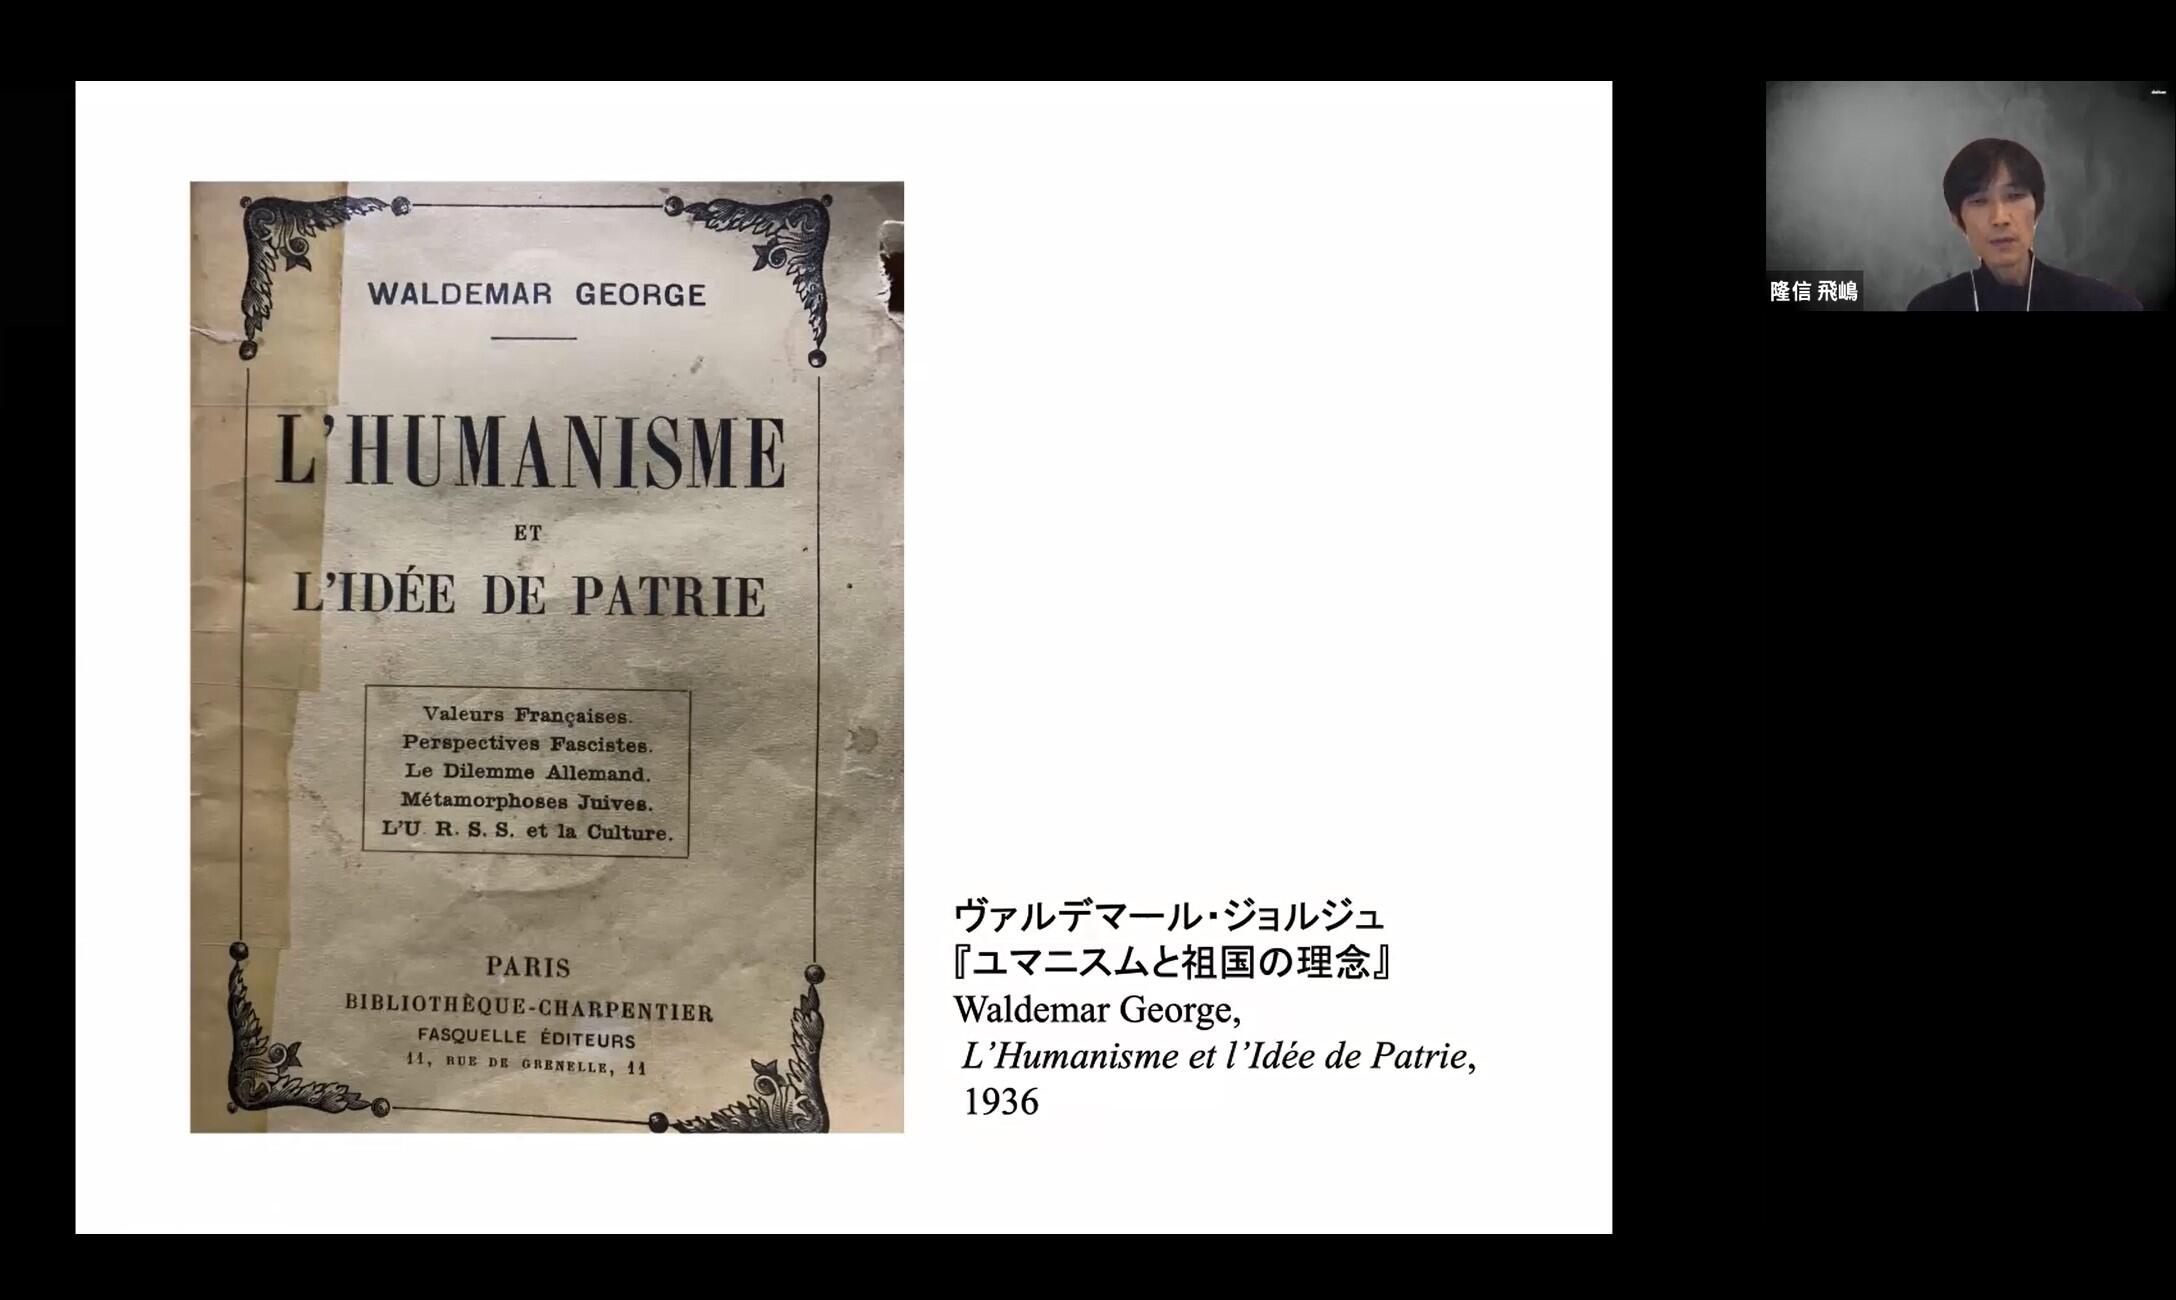 WALDEMAR GEORGE
L'HUMANISME
ET
L'IDÉE DE PATRIE
Valeurs Françaises.
Perspectives Fascistes.
Le Dilemme Allemand.
Métamorphoses Juives.
L'U. R. S. S. et la Culture.
PARIS
BIBLIOTHÈQUE-CHARPENTIER
FASQUELLE ÉDITEURS
11, RUE DE GRENELLE, 11
ヴァルデマール・ジョルジュ
『ユマニスムと祖国の理念』
Waldemar George,
L'Humanisme et l'Idée de Patrie,
1936
隆信 飛嶋